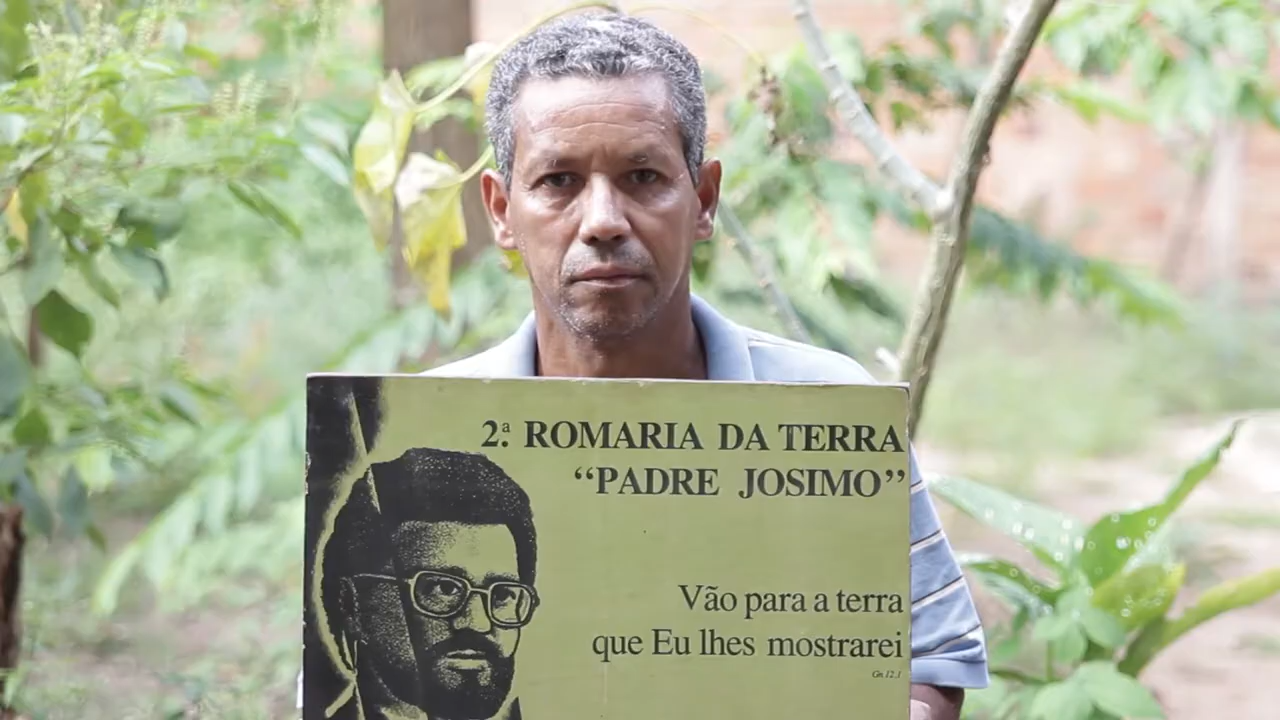 2ª. ROMARIA DA TERRA
“PADRE JOSIMO”
Vão para a terra
que Eu lhes mostrarei
Gn 12,1